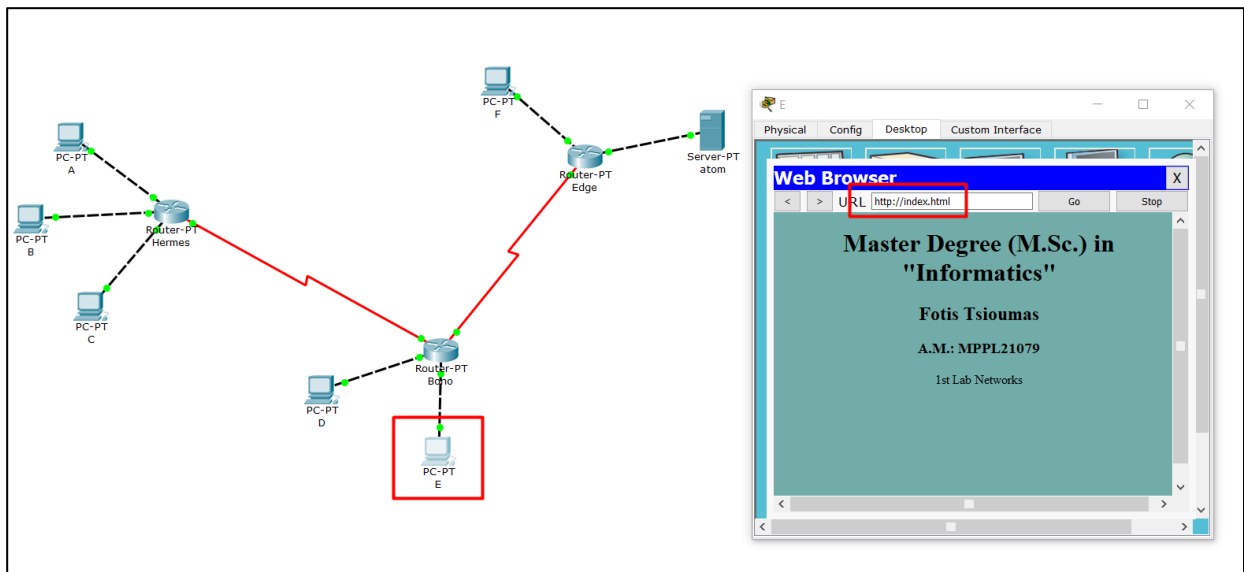 PC-PT
A
PC-PT
B
PC-PT
C
Router-PT
Hermes
PC-PT
F
Router-PT
Edge
Server-PT
atom
Router-PT
Bono
PC-PT
D
PC-PT
E
E
Physical Config Desktop Custom Interface
Web Browser X
< > URL http://index.html Go Stop
Master Degree (M.Sc.) in
"Informatics"
Fotis Tsioumas
A.M.: MPPL21079
1st Lab Networks